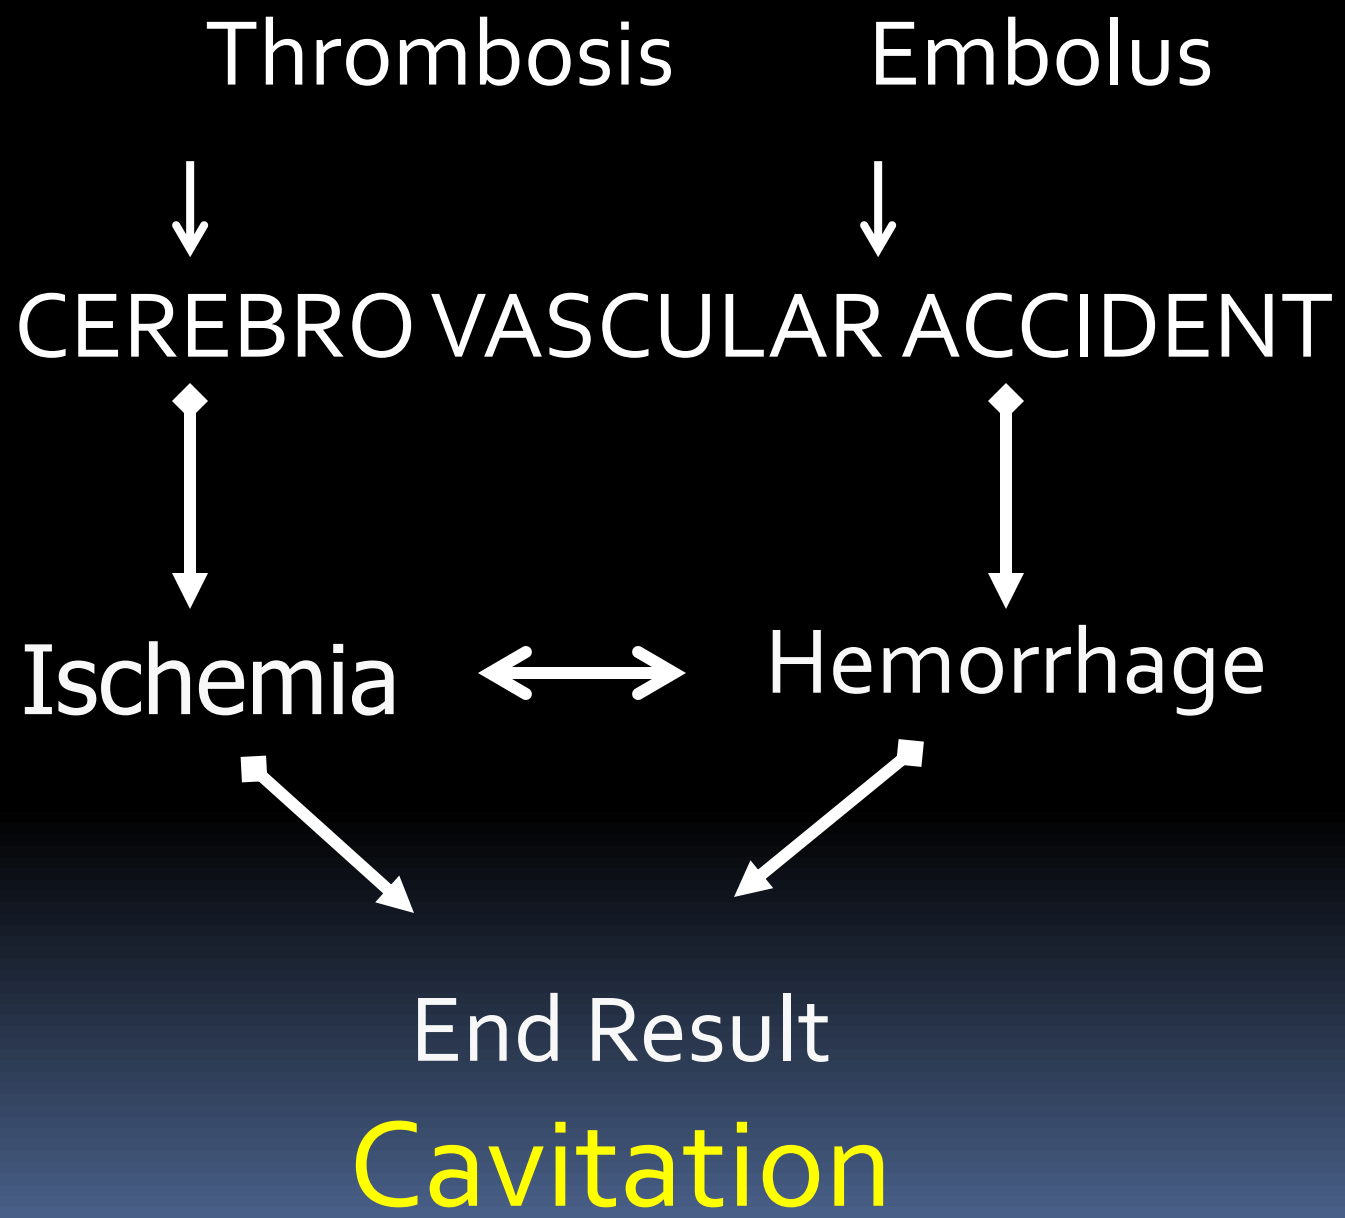 Thrombosis Embolus
CEREBRO VASCULAR ACCIDENT
Ischemia Hemorrhage
End Result
Cavitation